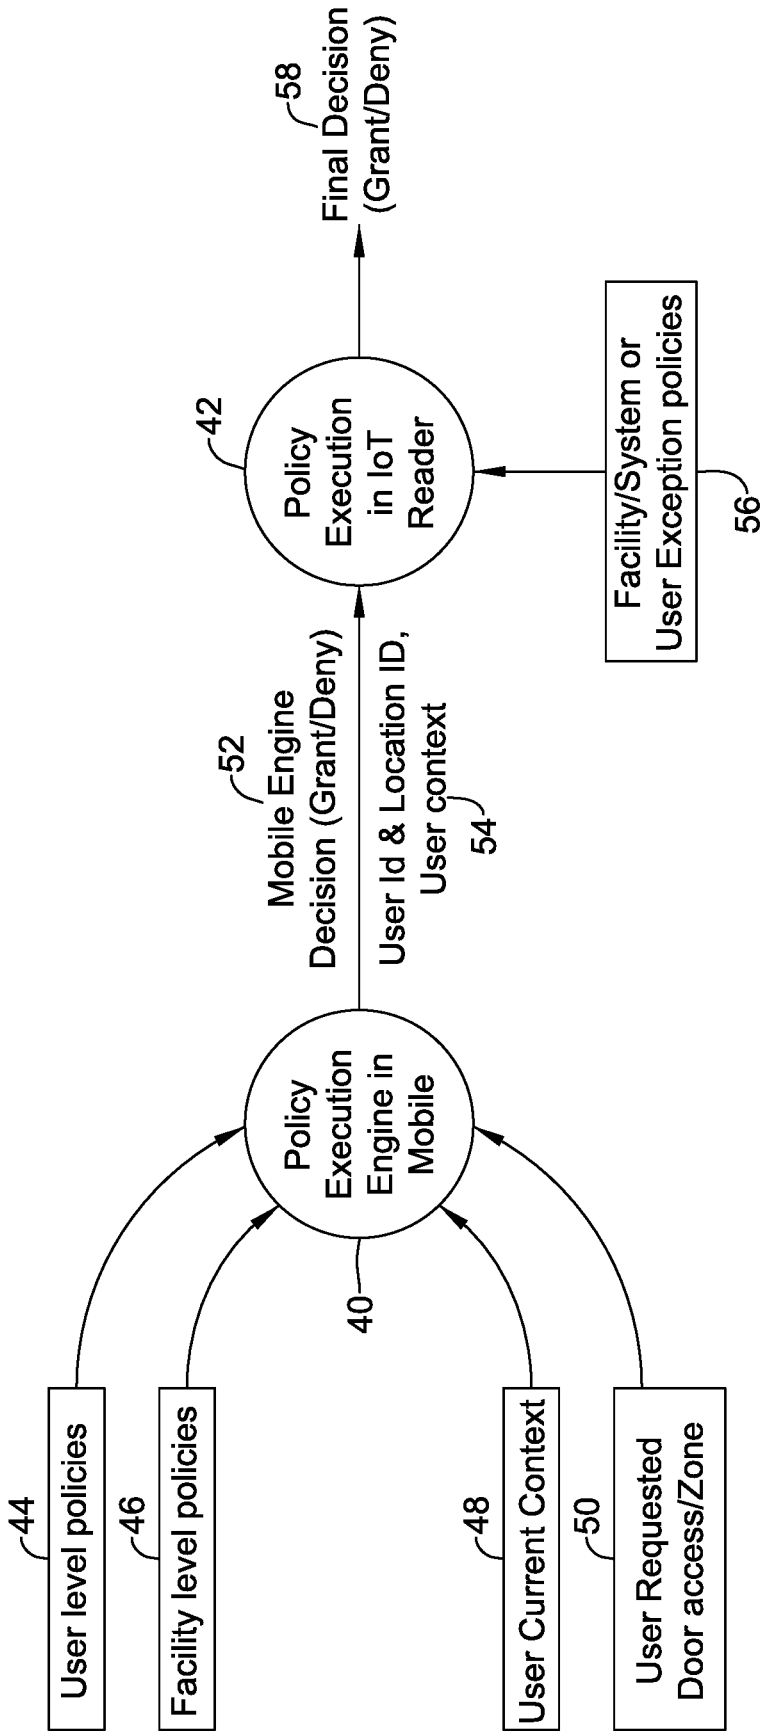 44
User level policies
46
Facility level policies
48
User Current Context
50
User Requested
Door access/Zone
Policy
Execution
Engine in
Mobile
40
52
Mobile Engine
Decision (Grant/Deny)
User Id & Location ID,
User context
54
42
Policy
Execution
in IoT
Reader
Facility/System or
User Exception policies
56
58
Final Decision
(Grant/Deny)